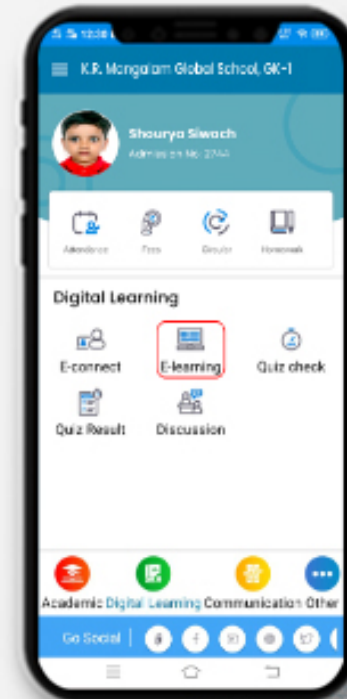 K.R. Mangalam Global School, GK-1
Shourya Siwach
Admission No: 2744
Attendance Fees Circular Homework
Digital Learning
E-connect E-learning Quiz check
Quiz Result Discussion
Academic Digital Learning Communication Other
Go Social